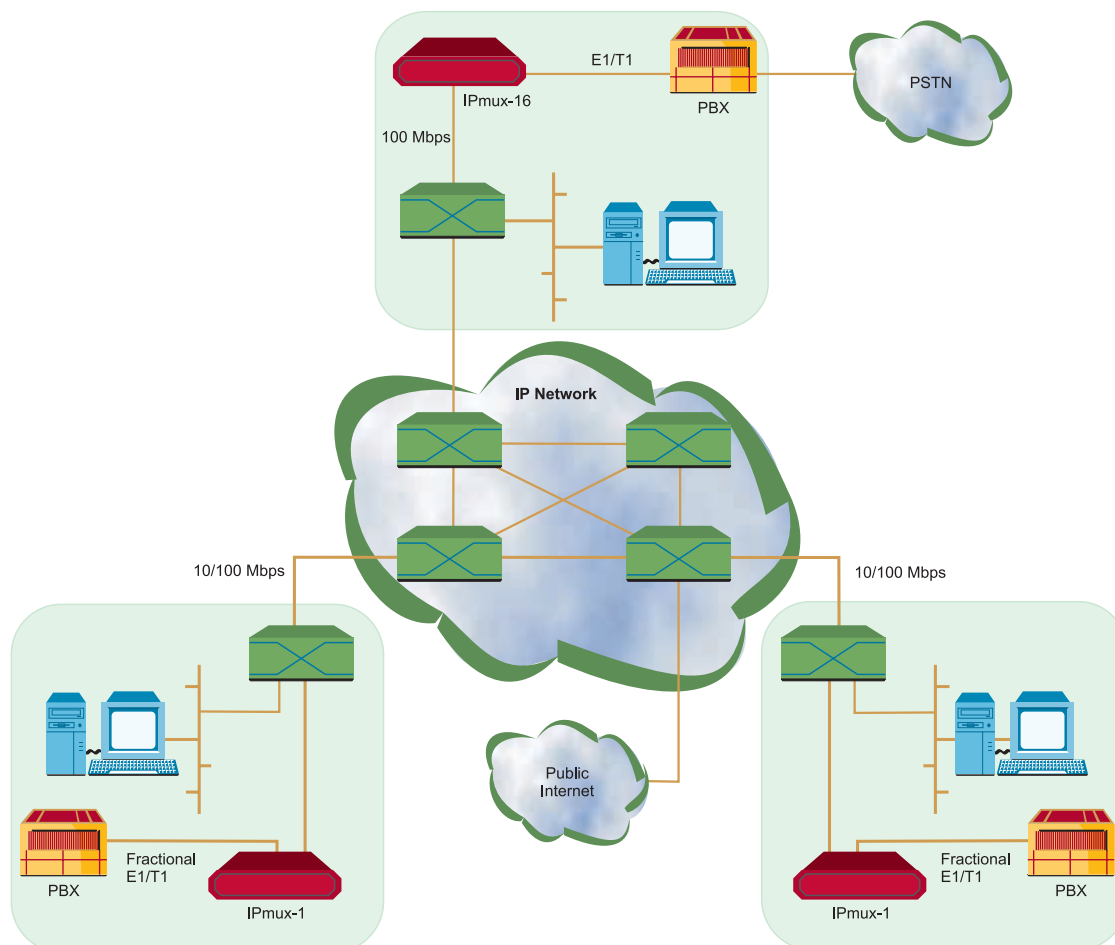 E1/T1
IPmux-16
PBX
PSTN
100 Mbps
IP Network
10/100 Mbps
10/100 Mbps
Public
Internet
Fractional
E1/T1
PBX
IPmux-1
Fractional
E1/T1
IPmux-1
PBX